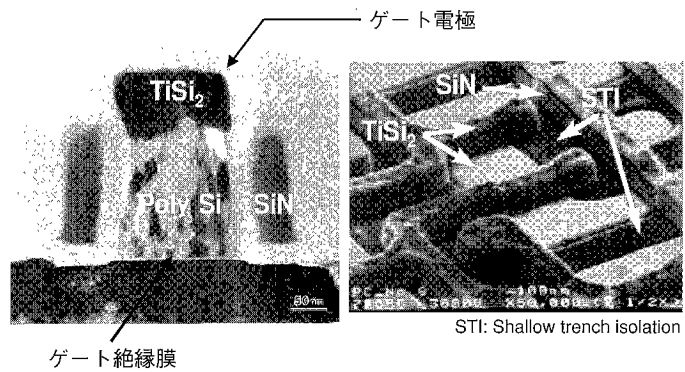 ゲート電極
TiSi2
Poly Si
SiN
50nm
ゲート絶縁膜
SiN
STI
TiSi2
STI: Shallow trench isolation